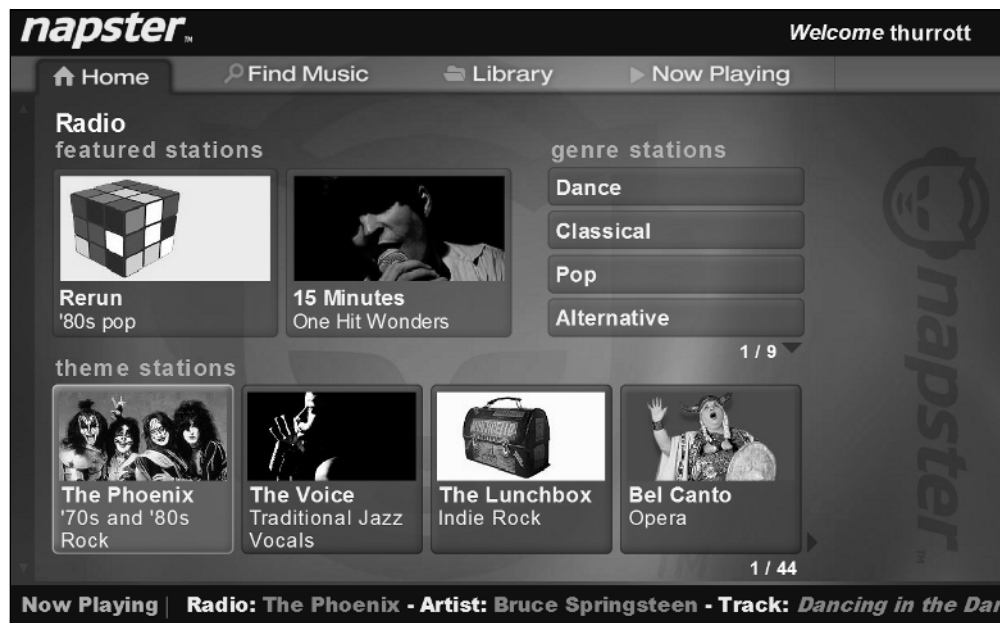 napster™
Welcome thurrott
Home
Find Music
Library
Now Playing
Radio
featured stations
Rerun
'80s pop
15 Minutes
One Hit Wonders
genre stations
Dance
Classical
Pop
Alternative
1 / 9
theme stations
The Phoenix
'70s and '80s
Rock
The Voice
Traditional Jazz
Vocals
The Lunchbox
Indie Rock
Bel Canto
Opera
1 / 44
napster™
Now Playing | Radio: The Phoenix - Artist: Bruce Springsteen - Track: Dancing in the Dar